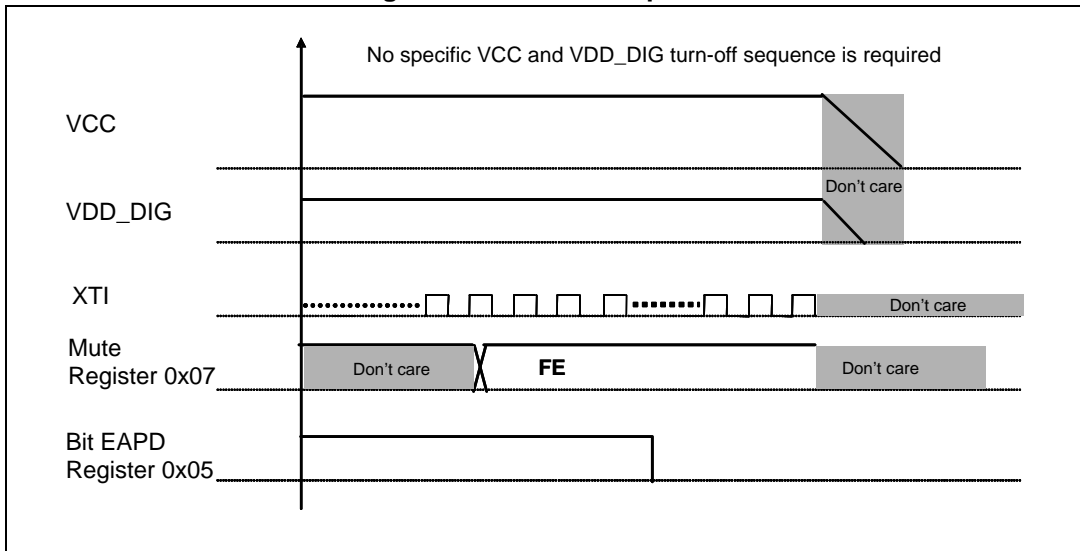 No specific VCC and VDD_DIG turn-off sequence is required
VCC
Don't care
VDD_DIG
XTI
Don't care
Mute
Register 0x07
Don't care
FE
Don't care
Bit EAPD
Register 0x05